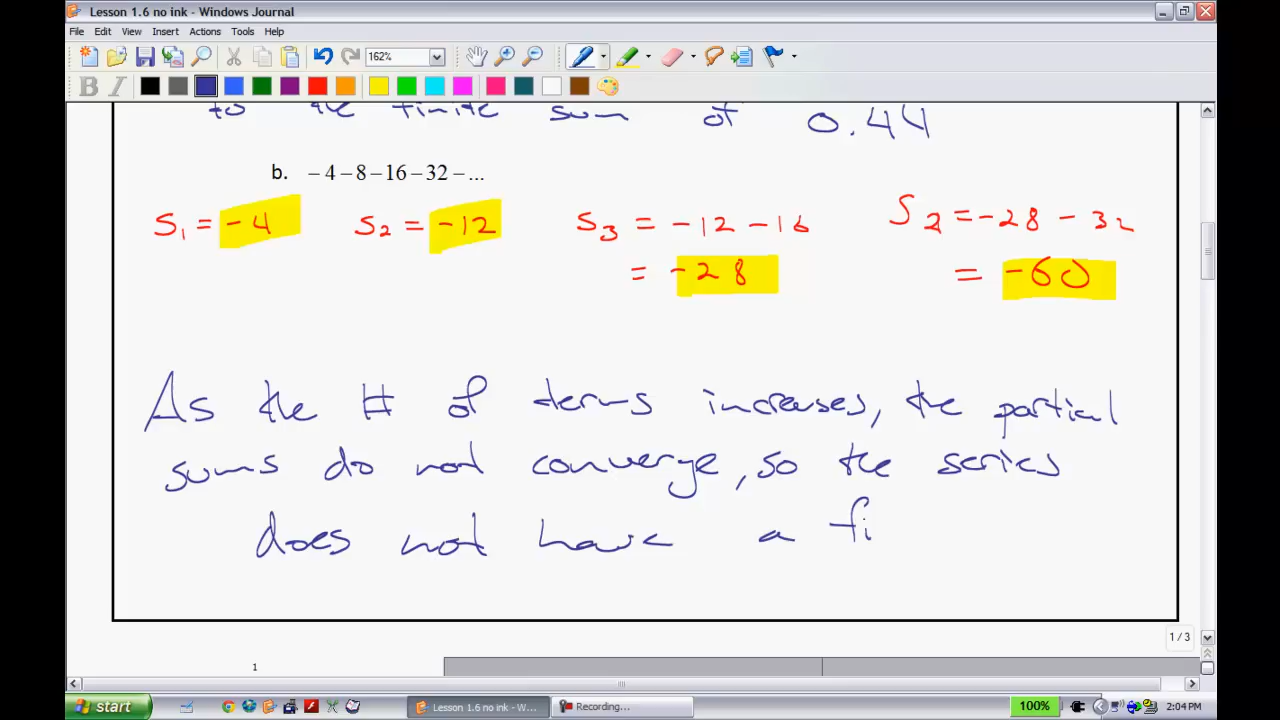 Lesson 1.6 no ink - Windows Journal
File Edit View Insert Actions Tools Help
162%
B I
to the finite sum of 0.44
b. – 4 – 8 – 16 – 32 – ...
S₁ = -4 S₂ = -12 S₃ = -12 -16 S₂ = -28 - 32
= -28 = -60
As the # of terms increases, the partial
sums do not converge, so the series
does not have a fi
1 / 3
1
start Lesson 1.6 no ink - W... Recording... 100% 2:04 PM